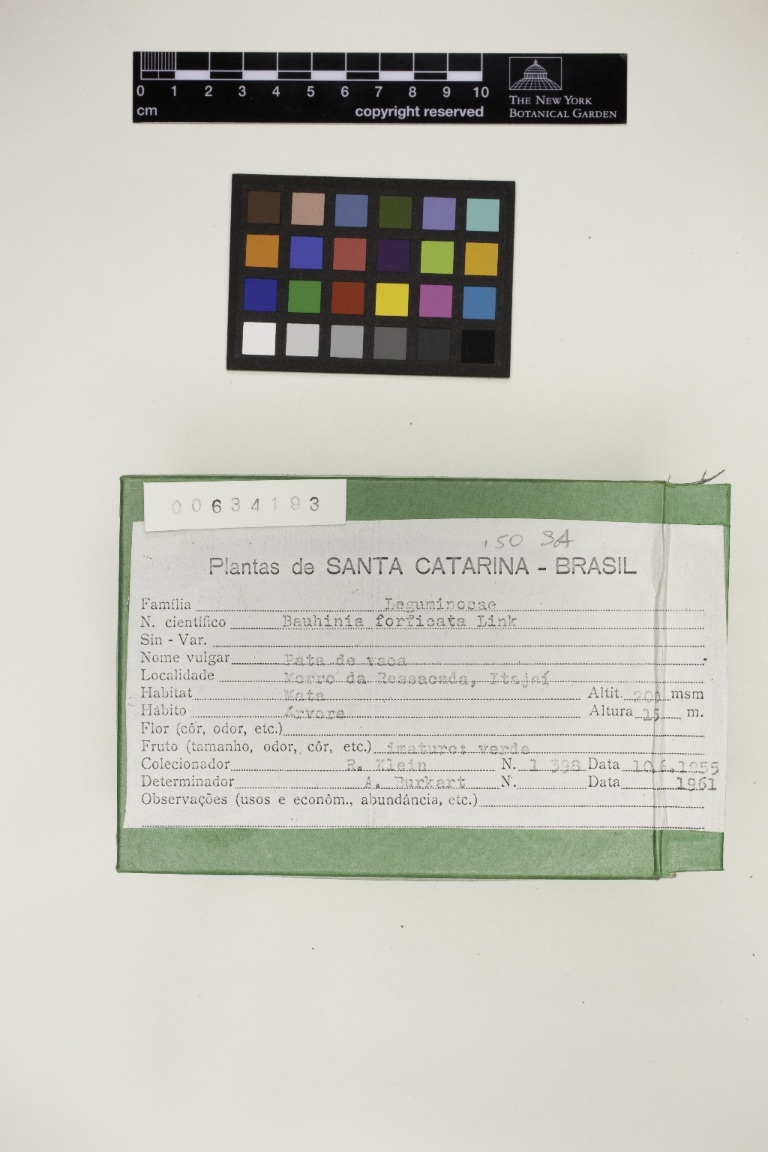 0 1 2 3 4 5 6 7 8 9 10
cm copyright reserved
THE NEW YORK
BOTANICAL GARDEN
00634193
.50 SA
Plantas de SANTA CATARINA - BRASIL
Família Leguminocae
N. científico Bauhinia forficata Link
Sin - Var.
Nome vulgar Pata de vaca
Localidade Morro da Ressacada, Itajaí
Habitat Mata Altit. 200 msm
Hábito Árvore Altura 15 m.
Flor (côr, odor, etc.)
Fruto (tamanho, odor, côr, etc.) imaturo: verde
Colecionador R. Klein N. 1 398 Data 10.6.1955
Determinador A. Burkart N. Data 1961
Observações (usos e econôm., abundância, etc.)